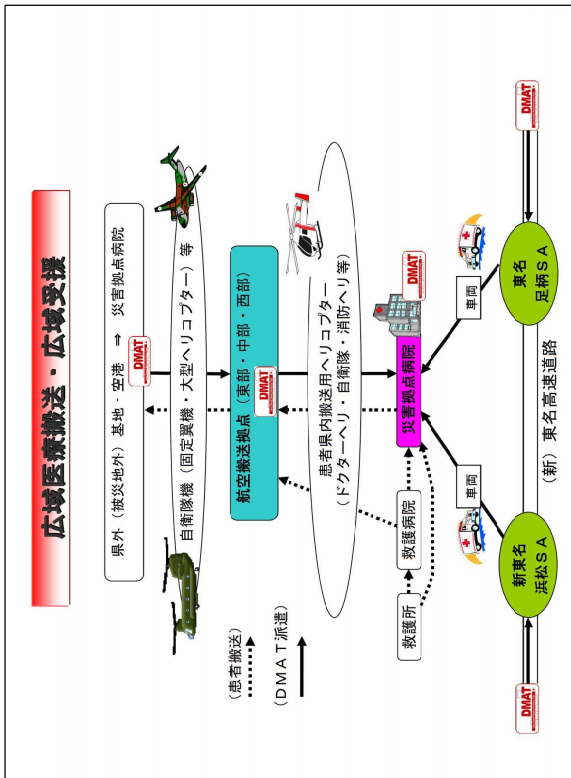 広域医療搬送・広域受援
県外（被災地外）基地・空港 ⇒ 災害拠点病院
DMAT
自衛隊機（固定翼機・大型ヘリコプター）等
航空搬送拠点（東部・中部・西部）
DMAT
患者県内搬送用ヘリコプター
（ドクターヘリ・自衛隊・消防ヘリ等）
（患者搬送）
（ＤＭＡＴ派遣）
救護所
救護病院
災害拠点病院
DMAT
車両
車両
DMAT
新東名
浜松ＳＡ
東名
足柄ＳＡ
DMAT
（新）東名高速道路